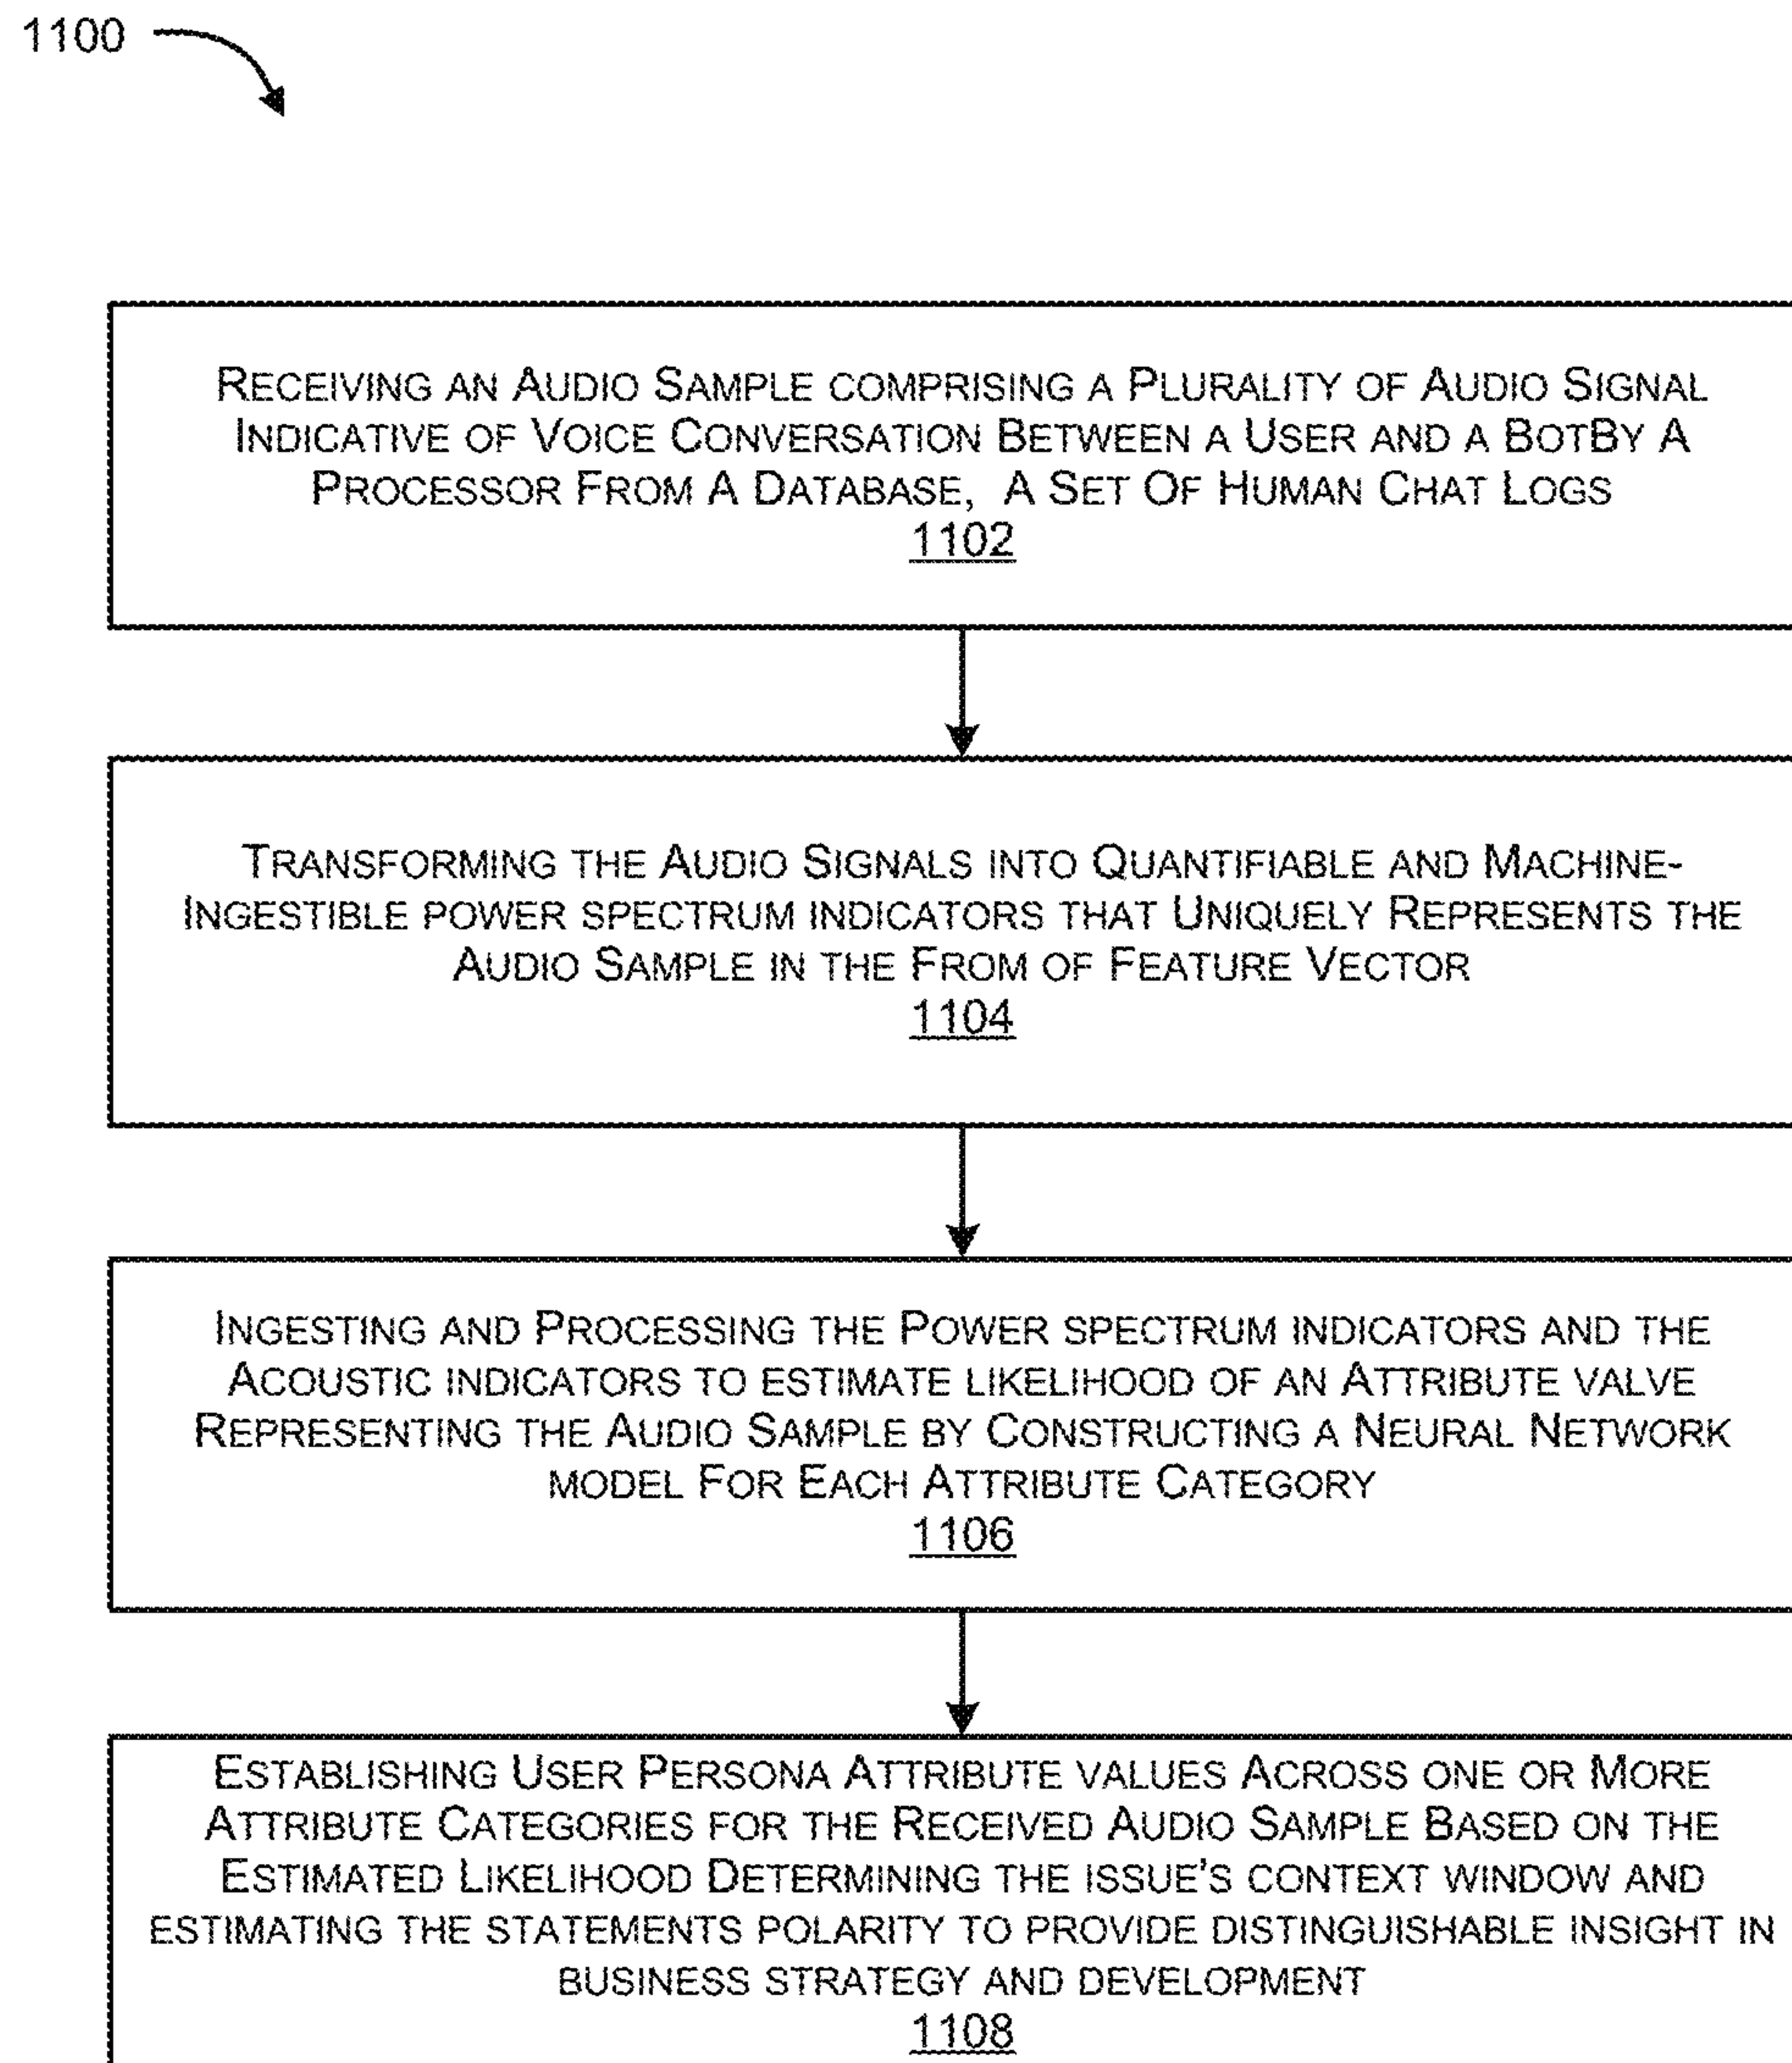 1100
RECEIVING AN AUDIO SAMPLE COMPRISING A PLURALITY OF AUDIO SIGNAL
INDICATIVE OF VOICE CONVERSATION BETWEEN A USER AND A BOTBY A
PROCESSOR FROM A DATABASE, A SET OF HUMAN CHAT LOGS
1102
TRANSFORMING THE AUDIO SIGNALS INTO QUANTIFIABLE AND MACHINE-
INGESTIBLE POWER SPECTRUM INDICATORS THAT UNIQUELY REPRESENTS THE
AUDIO SAMPLE IN THE FROM OF FEATURE VECTOR
1104
INGESTING AND PROCESSING THE POWER SPECTRUM INDICATORS AND THE
ACOUSTIC INDICATORS TO ESTIMATE LIKELIHOOD OF AN ATTRIBUTE VALVE
REPRESENTING THE AUDIO SAMPLE BY CONSTRUCTING A NEURAL NETWORK
MODEL FOR EACH ATTRIBUTE CATEGORY
1106
ESTABLISHING USER PERSONA ATTRIBUTE VALUES ACROSS ONE OR MORE
ATTRIBUTE CATEGORIES FOR THE RECEIVED AUDIO SAMPLE BASED ON THE
ESTIMATED LIKELIHOOD DETERMINING THE ISSUE'S CONTEXT WINDOW AND
ESTIMATING THE STATEMENTS POLARITY TO PROVIDE DISTINGUISHABLE INSIGHT IN
BUSINESS STRATEGY AND DEVELOPMENT
1108